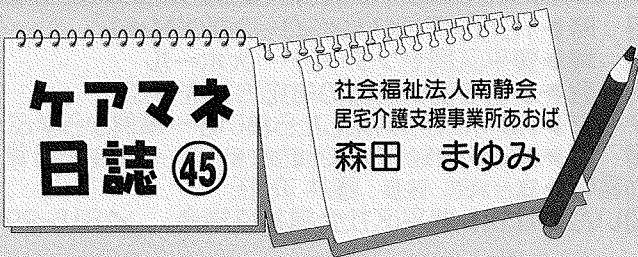 ケアマネ
日誌㊺
社会福祉法人南静会
居宅介護支援事業所あおば
森田 まゆみ